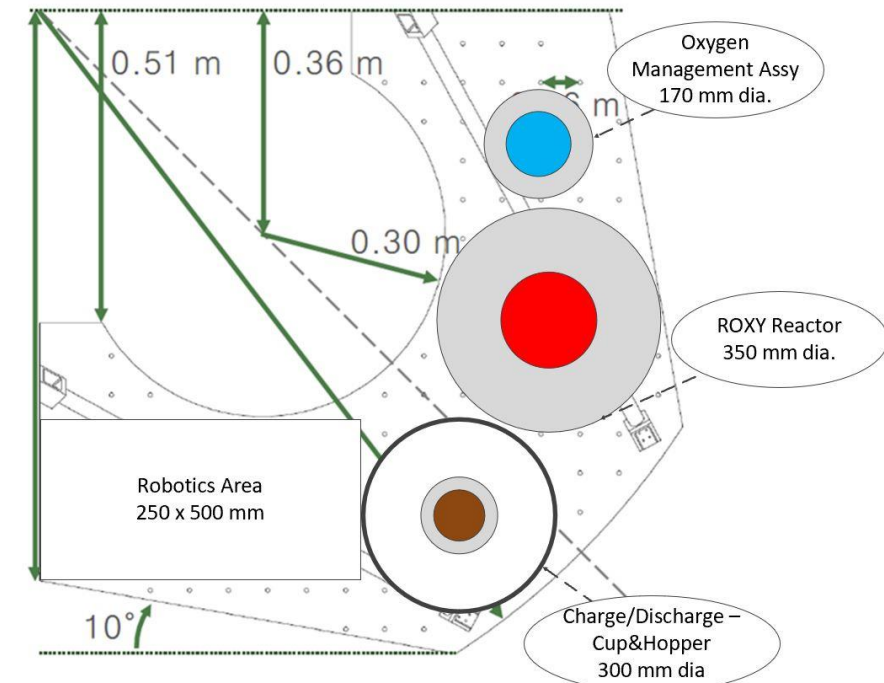 0.51 m
0.36 m
Oxygen
Management Assy
170 mm dia.
m
0.30 m
ROXY Reactor
350 mm dia.
Robotics Area
250 x 500 mm
10°
Charge/Discharge –
Cup&Hopper
300 mm dia